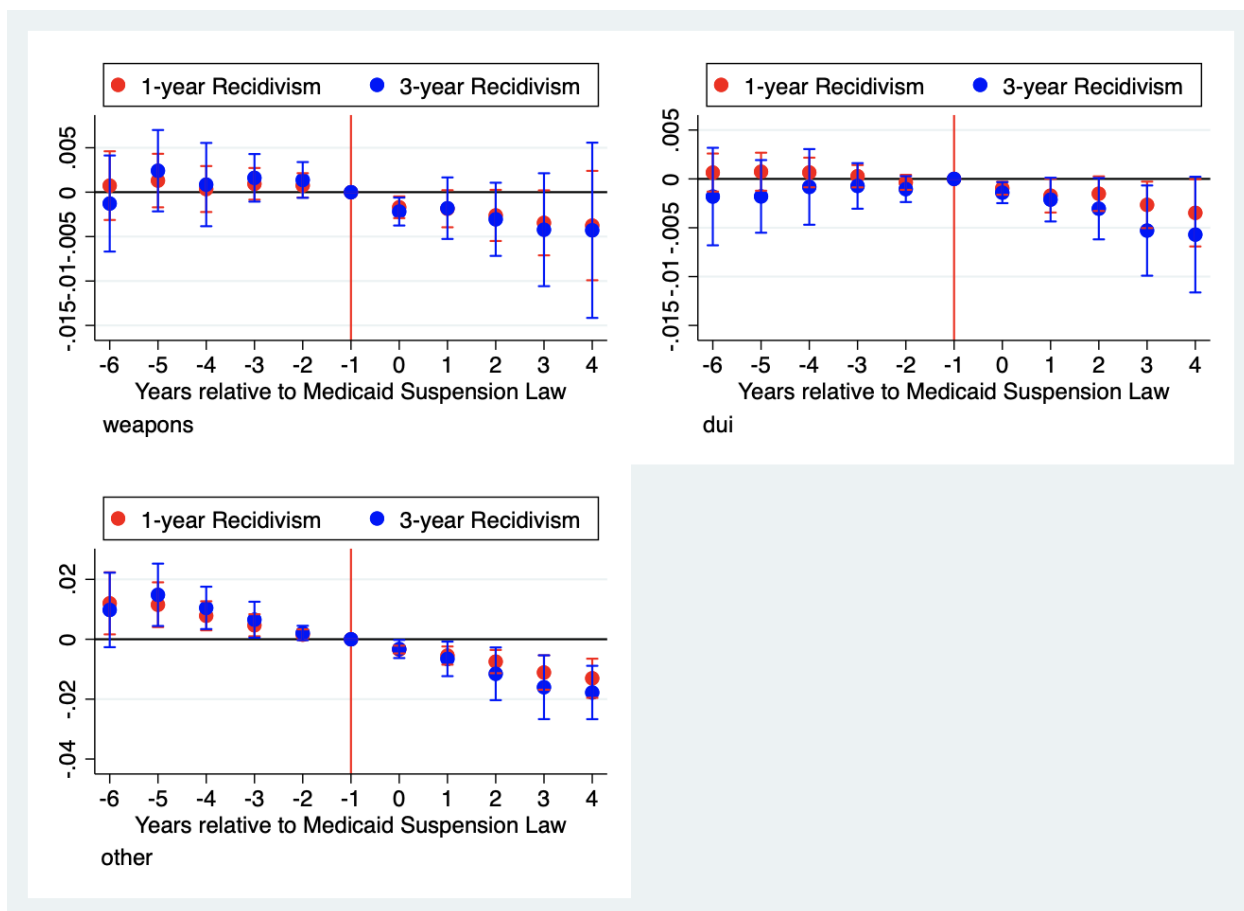 1-year Recidivism 3-year Recidivism
.005
0
-.005
-.01
-.015
-6 -5 -4 -3 -2 -1 0 1 2 3 4
Years relative to Medicaid Suspension Law
weapons
1-year Recidivism 3-year Recidivism
.005
0
-.005
-.01
-.015
-6 -5 -4 -3 -2 -1 0 1 2 3 4
Years relative to Medicaid Suspension Law
dui
1-year Recidivism 3-year Recidivism
.02
0
-.02
-.04
-6 -5 -4 -3 -2 -1 0 1 2 3 4
Years relative to Medicaid Suspension Law
other